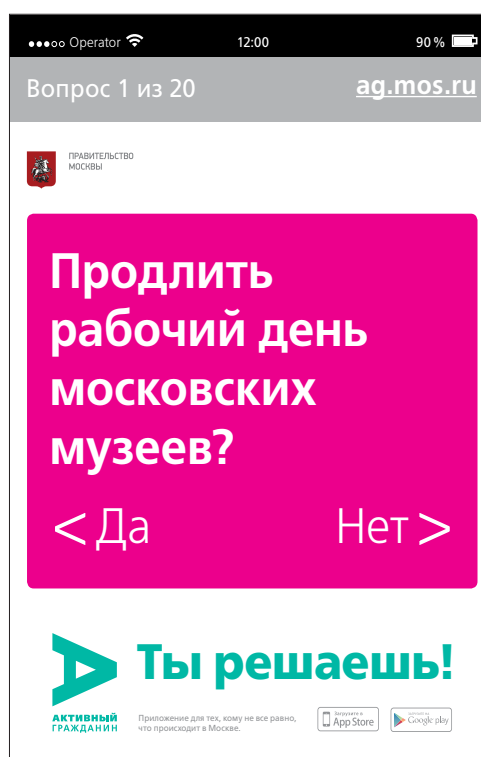 Operator 12:00 90 %
Вопрос 1 из 20 ag.mos.ru
ПРАВИТЕЛЬСТВО
МОСКВЫ
Продлить
рабочий день
московских
музеев?
< Да Нет >
Ты решаешь!
АКТИВНЫЙ
ГРАЖДАНИН
Приложение для тех, кому не все равно,
что происходит в Москве.
Загрузите в
App Store
Google play